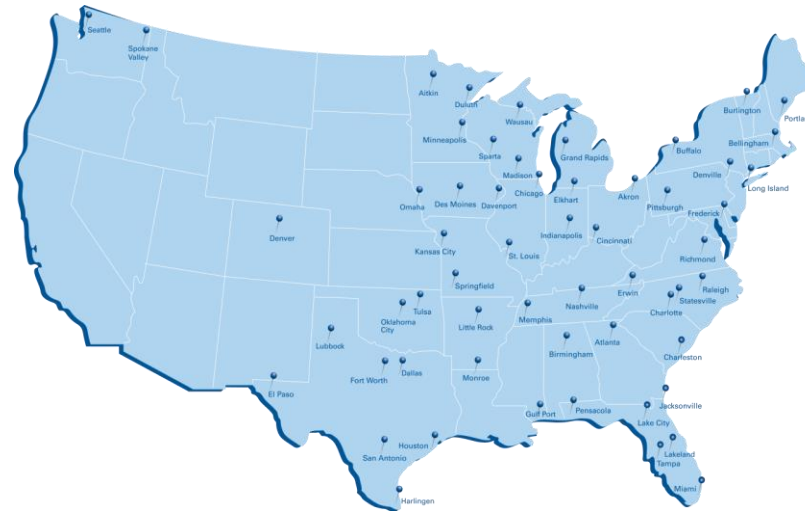 Seattle
Spokane
Valley
Aitkin
Duluth
Wausau
Minneapolis
Sparta
Madison
Grand Rapids
Burlington
Portla
Bellingham
Buffalo
Denville
Long Island
Omaha
Des Moines
Davenport
Chicago
Elkhart
Akron
Pittsburgh
Frederick
Denver
Kansas City
St. Louis
Indianapolis
Cincinnati
Richmond
Springfield
Erwin
Raleigh
Statesville
Oklahoma
City
Tulsa
Little Rock
Memphis
Nashville
Charlotte
Lubbock
Birmingham
Atlanta
Charleston
El Paso
Fort Worth
Dallas
Monroe
Gulf Port
Pensacola
Jacksonville
Lake City
San Antonio
Houston
Lakeland
Tampa
Miami
Harlingen